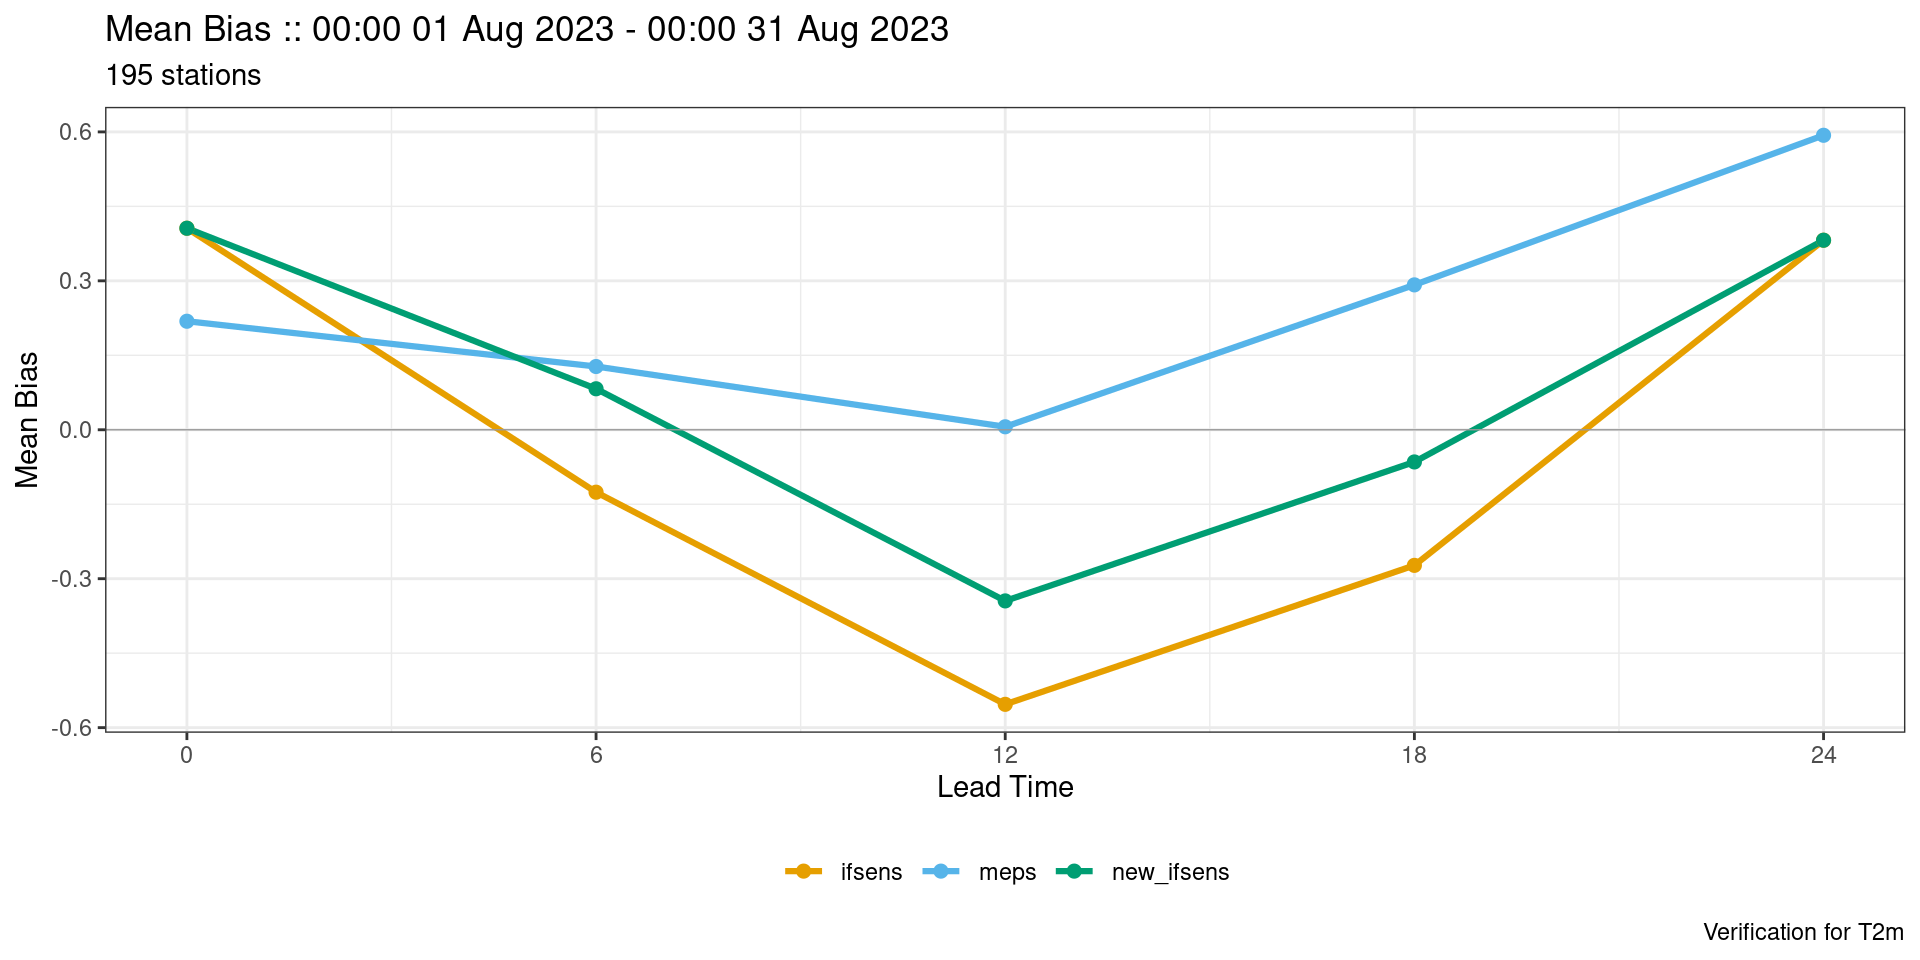 Mean Bias :: 00:00 01 Aug 2023 - 00:00 31 Aug 2023
195 stations
Mean Bias
0.6
0.3
0.0
-0.3
-0.6
0 6 12 18 24
Lead Time
ifsens meps new_ifsens
Verification for T2m